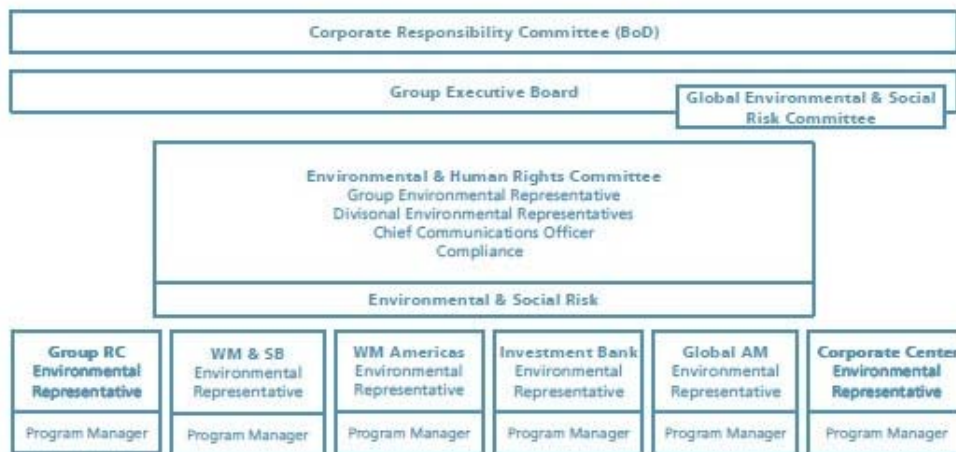 Corporate Responsibility Committee (BoD)
Group Executive Board
Global Environmental & Social
Risk Committee
Environmental & Human Rights Committee
Group Environmental Representative
Divisonal Environmental Representatives
Chief Communications Officer
Compliance
Environmental & Social Risk
Group RC
Environmental
Representative
Program Manager
WM & SB
Environmental
Representative
Program Manager
WM Americas
Environmental
Representative
Program Manager
Investment Bank
Environmental
Representative
Program Manager
Global AM
Environmental
Representative
Program Manager
Corporate Center
Environmental
Representative
Program Manager